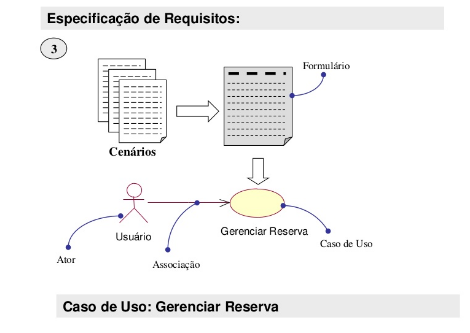 Especificação de Requisitos:
3
Formulário
Cenários
Usuário
Gerenciar Reserva
Caso de Uso
Ator
Associação
Caso de Uso: Gerenciar Reserva